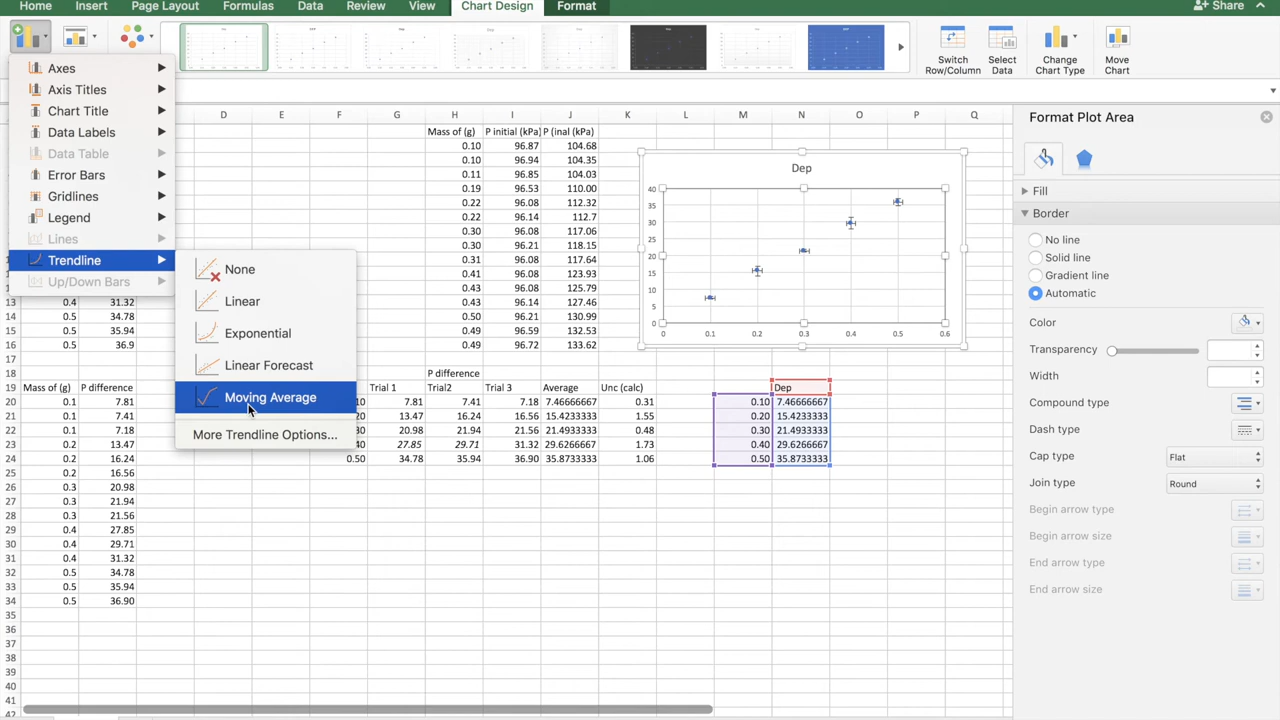 Home Insert Page Layout Formulas Data Review View Chart Design Format Share
Switch Row/Column
Select Data
Change Chart Type
Move Chart
Axes
Axis Titles
Chart Title
Data Labels
Data Table
Error Bars
Gridlines
Legend
Lines
Trendline
Up/Down Bars
None
Linear
Exponential
Linear Forecast
Moving Average
More Trendline Options...
D E F G H I J K L M N O P Q
Mass of (g) P initial (kPa) P (inal (kPa)
0.10 96.87 104.68
0.10 96.94 104.35
0.11 96.85 104.03
0.19 96.53 110.00
0.22 96.08 112.32
0.22 96.14 112.7
0.30 96.08 117.06
0.30 96.21 118.15
0.31 96.08 117.64
0.41 96.08 123.93
0.43 96.08 125.79
13 0.4 31.32 0.43 96.14 127.46
14 0.5 34.78 0.50 96.21 130.99
15 0.5 35.94 0.49 96.59 132.53
16 0.5 36.9 0.49 96.72 133.62
17
18 P difference
19 Mass of (g) P difference Trial 1 Trial2 Trial 3 Average Unc (calc) Dep
20 0.1 7.81 10 7.81 7.41 7.18 7.46666667 0.31 0.10 7.46666667
21 0.1 7.41 20 13.47 16.24 16.56 15.4233333 1.55 0.20 15.4233333
22 0.1 7.18 30 20.98 21.94 21.56 21.4933333 0.48 0.30 21.4933333
23 0.2 13.47 40 27.85 29.71 31.32 29.6266667 1.73 0.40 29.6266667
24 0.2 16.24 0.50 34.78 35.94 36.90 35.8733333 1.06 0.50 35.8733333
25 0.2 16.56
26 0.3 20.98
27 0.3 21.94
28 0.3 21.56
29 0.4 27.85
30 0.4 29.71
31 0.4 31.32
32 0.5 34.78
33 0.5 35.94
34 0.5 36.90
35
36
37
38
39
40
41
42
Dep
40
35
30
25
20
15
10
5
0
0 0.1 0.2 0.3 0.4 0.5 0.6
Format Plot Area
Fill
Border
No line
Solid line
Gradient line
Automatic
Color
Transparency
Width
Compound type
Dash type
Cap type Flat
Join type Round
Begin arrow type
Begin arrow size
End arrow type
End arrow size